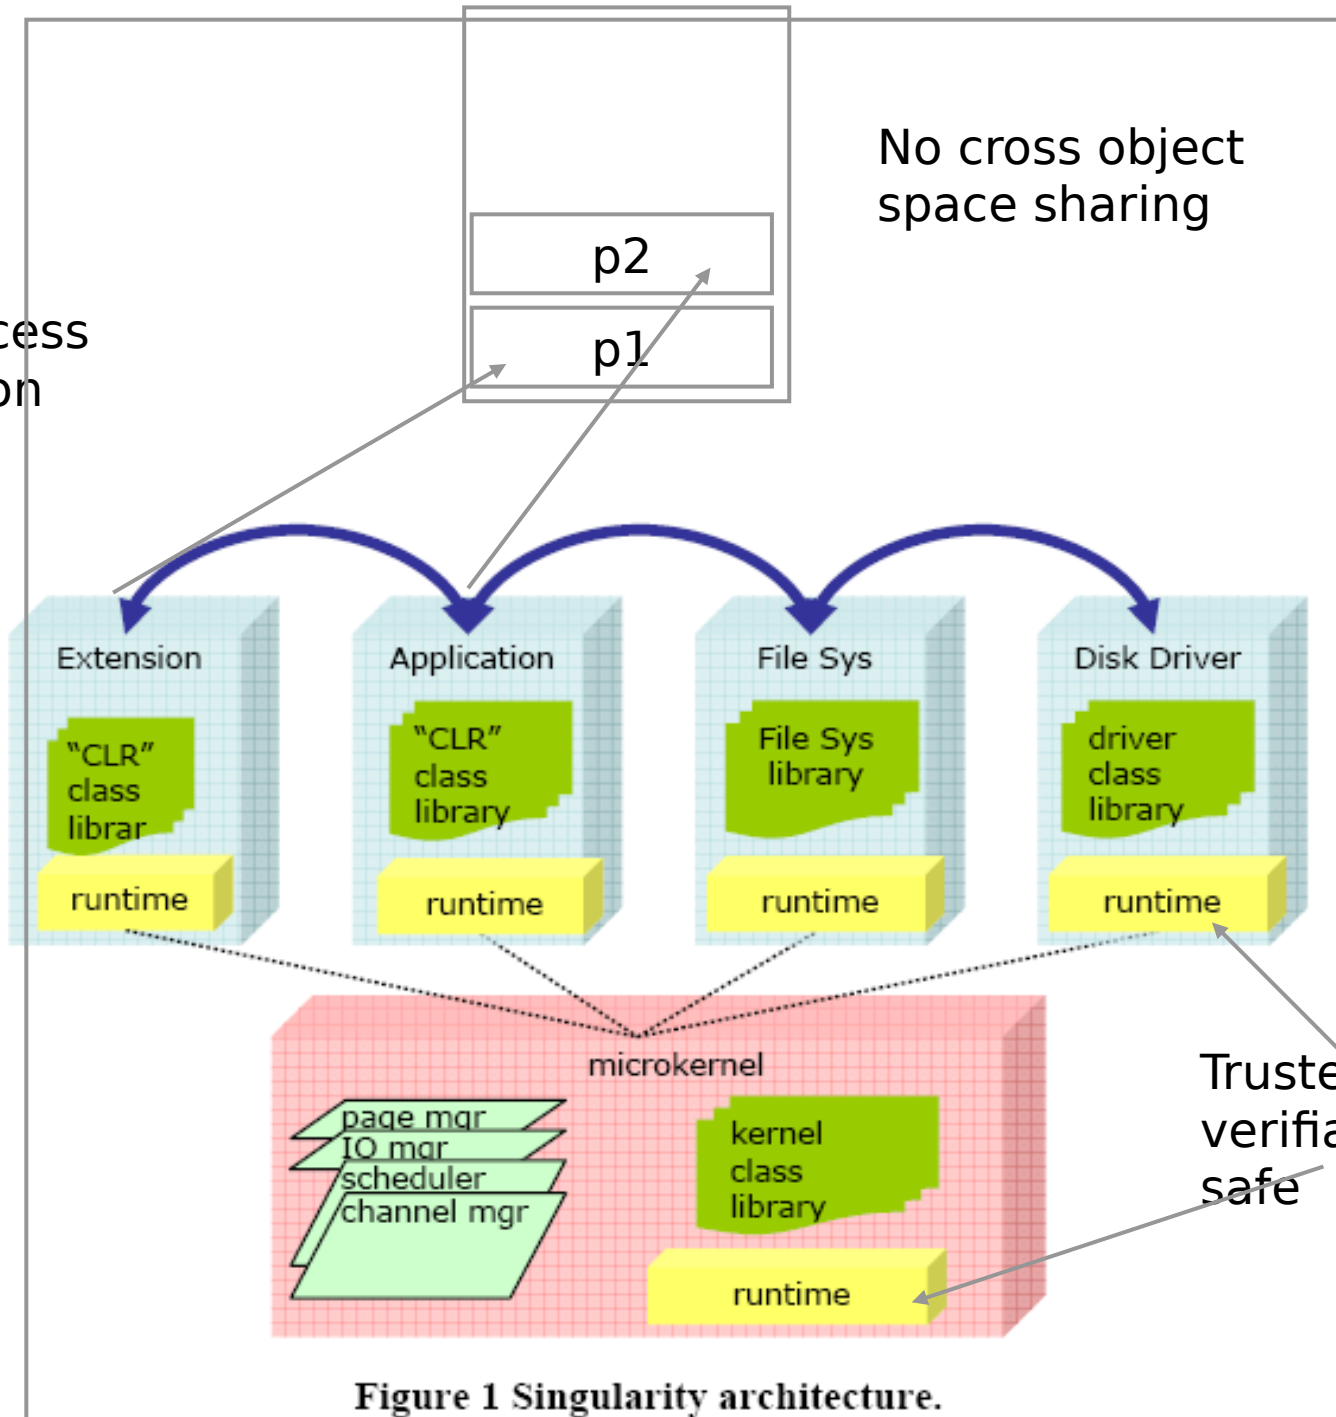 No cross object
space sharing
p2
p1
cess
on
Extension
"CLR"
class
librar
runtime
Application
“CLR”
class
library
runtime
File Sys
File Sys
library
runtime
Disk Driver
driver
class
library
runtime
microkernel
page mgr
IO mgr
scheduler
channel mgr
kernel
class
library
runtime
Truste
verifia
safe
Figure 1 Singularity architecture.